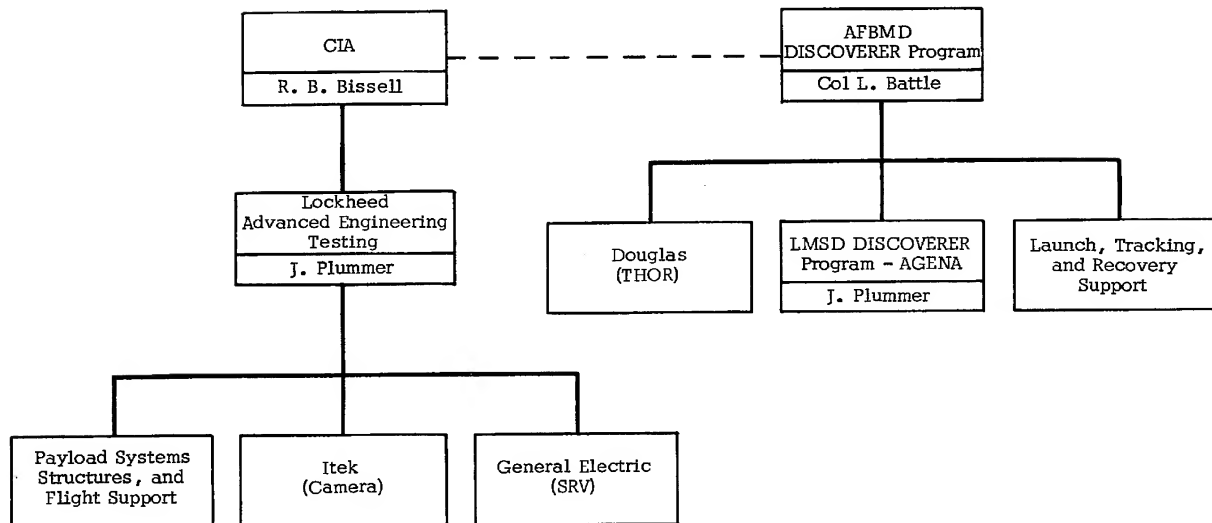 CIA
R. B. Bissell
AFBMD
DISCOVERER Program
Col L. Battle
Lockheed
Advanced Engineering
Testing
J. Plummer
Douglas
(THOR)
LMSD DISCOVERER
Program - AGENA
J. Plummer
Launch, Tracking,
and Recovery
Support
Payload Systems
Structures, and
Flight Support
Itek
(Camera)
General Electric
(SRV)